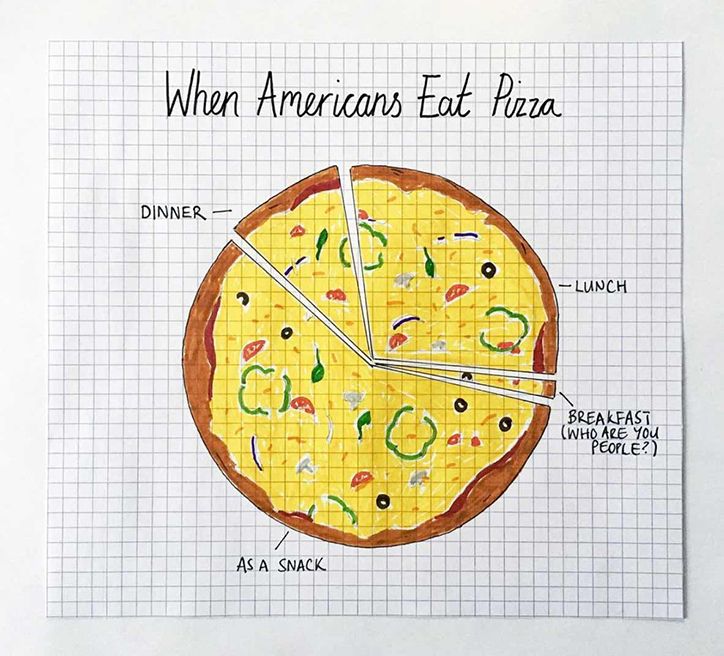 When Americans Eat Pizza
DINNER
LUNCH
BREAKFAST
(WHO ARE YOU
PEOPLE?)
AS A SNACK